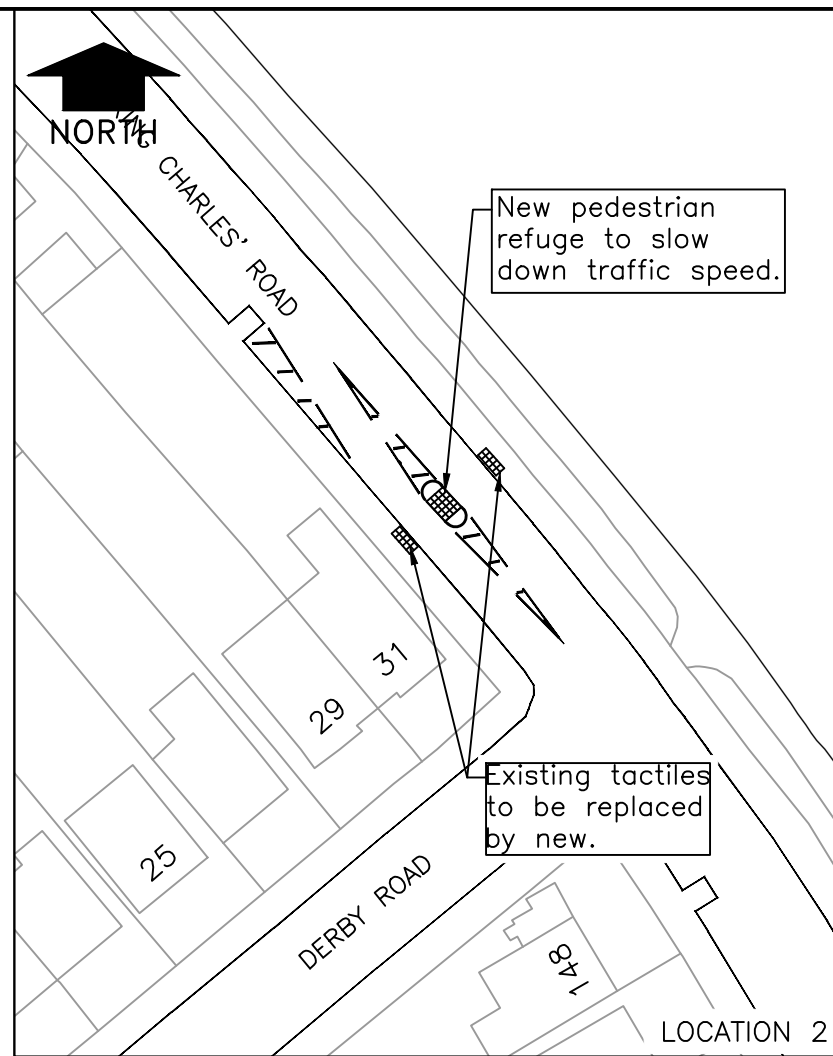 NORTH
KING CHARLES' ROAD
New pedestrian
refuge to slow
down traffic speed.
31
29
25
Existing tactiles
to be replaced
by new.
DERBY ROAD
148
LOCATION 2